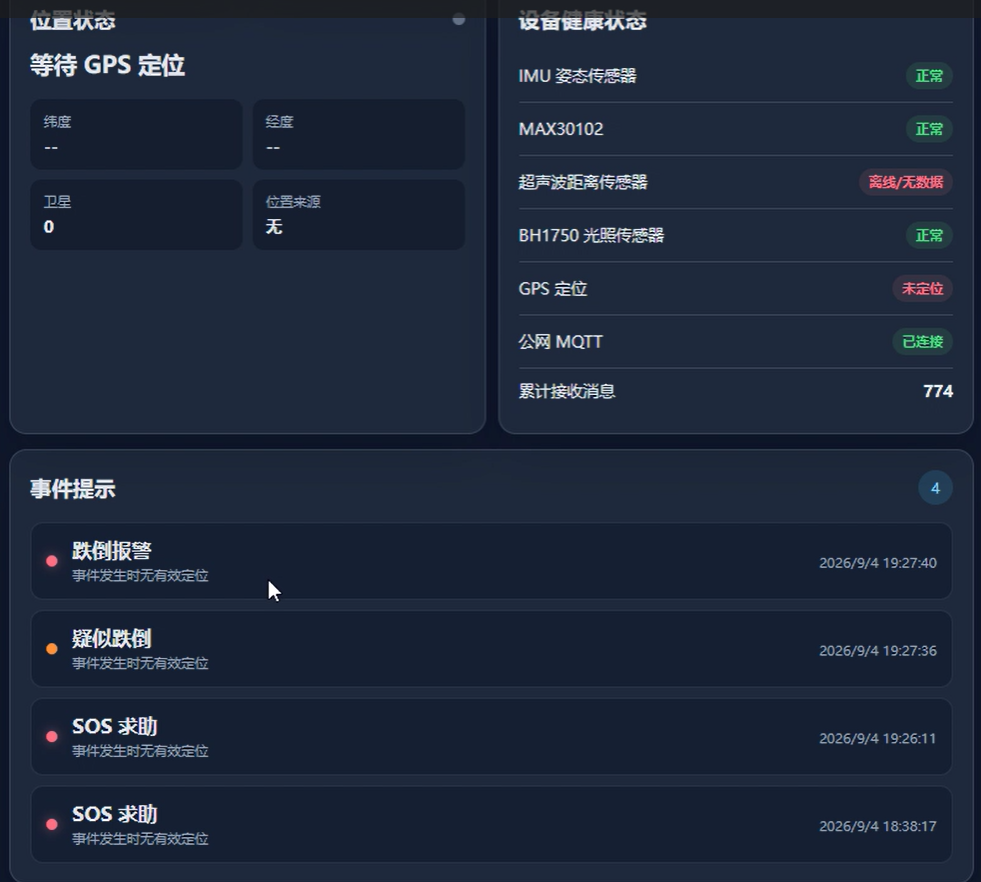 位置状态
等待 GPS 定位
纬度
--
经度
--
卫星
0
位置来源
无
设备健康状态
IMU 姿态传感器 正常
MAX30102 正常
超声波距离传感器 离线/无数据
BH1750 光照传感器 正常
GPS 定位 未定位
公网 MQTT 已连接
累计接收消息 774
事件提示 4
跌倒报警
事件发生时无有效定位
2026/9/4 19:27:40
疑似跌倒
事件发生时无有效定位
2026/9/4 19:27:36
SOS 求助
事件发生时无有效定位
2026/9/4 19:26:11
SOS 求助
事件发生时无有效定位
2026/9/4 18:38:17